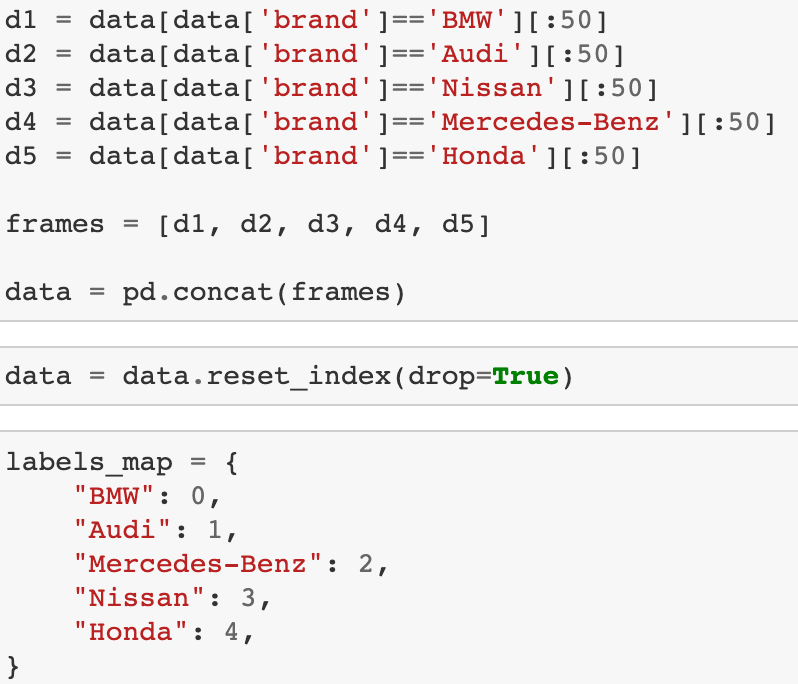 d1 = data[data['brand']=='BMW'][:50]
d2 = data[data['brand']=='Audi'][:50]
d3 = data[data['brand']=='Nissan'][:50]
d4 = data[data['brand']=='Mercedes-Benz'][:50]
d5 = data[data['brand']=='Honda'][:50]

frames = [d1, d2, d3, d4, d5]

data = pd.concat(frames)

data = data.reset_index(drop=True)

labels_map = {
    "BMW": 0,
    "Audi": 1,
    "Mercedes-Benz": 2,
    "Nissan": 3,
    "Honda": 4,
}